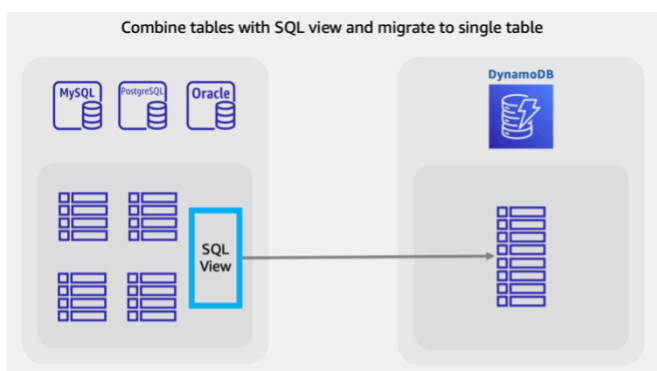 Combine tables with SQL view and migrate to single table
MySQL
PostgreSQL
Oracle
DynamoDB
SQL
View